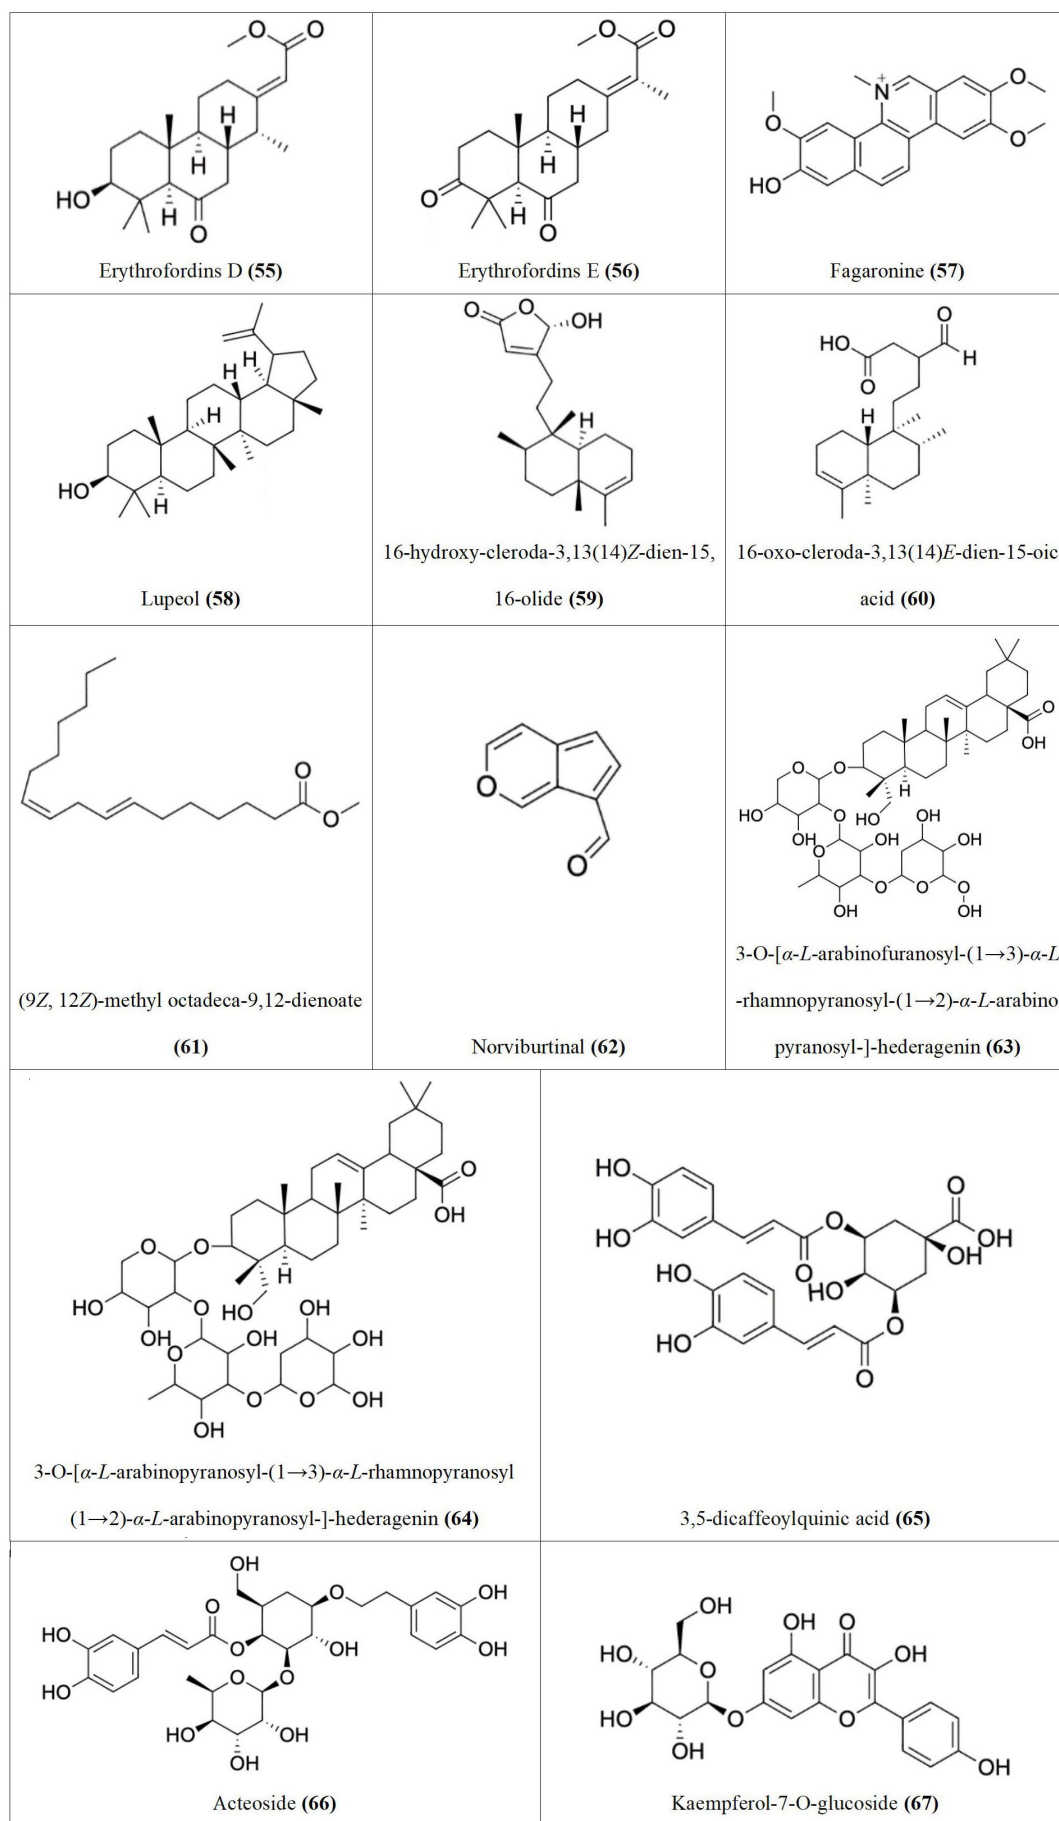 Erythrofordins D (55)
Erythrofordins E (56)
Fagaronine (57)
Lupeol (58)
16-hydroxy-cleroda-3,13(14)Z-dien-15,
16-olide (59)
16-oxo-cleroda-3,13(14)E-dien-15-oic
acid (60)
(9Z, 12Z)-methyl octadeca-9,12-dienoate
(61)
Norviburtinal (62)
3-O-[α-L-arabinofuranosyl-(1→3)-α-L
-rhamnopyranosyl-(1→2)-α-L-arabino
pyranosyl-]-hederagenin (63)
3-O-[α-L-arabinopyranosyl-(1→3)-α-L-rhamnopyranosyl
(1→2)-α-L-arabinopyranosyl-]-hederagenin (64)
3,5-dicaffeoylquinic acid (65)
Acteoside (66)
Kaempferol-7-O-glucoside (67)